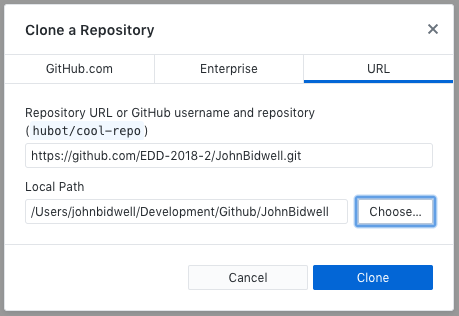 Clone a Repository
GitHub.com
Enterprise
URL
Repository URL or GitHub username and repository
(hubot/cool-repo)
https://github.com/EDD-2018-2/JohnBidwell.git
Local Path
/Users/johnbidwell/Development/Github/JohnBidwell
Choose...
Cancel
Clone